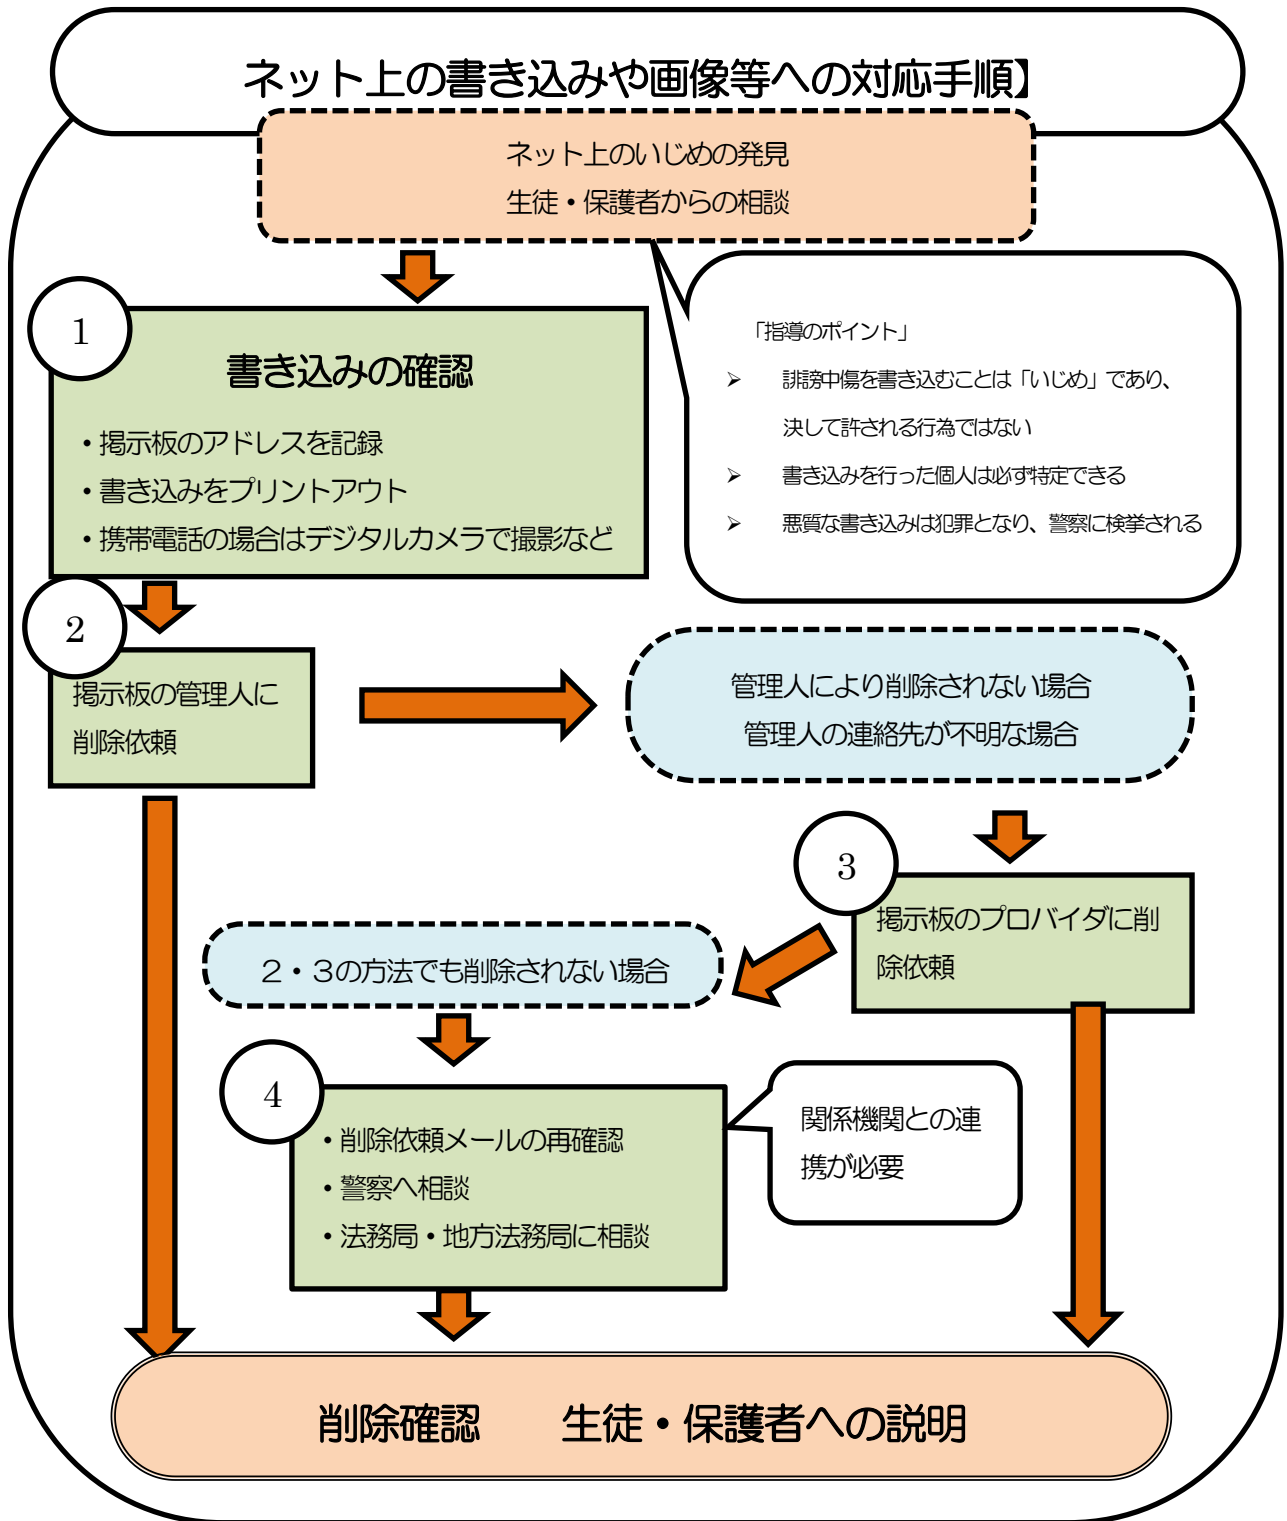 ネット上の書き込みや画像等への対応手順】
ネット上のいじめの発見
生徒・保護者からの相談
1
書き込みの確認
・掲示板のアドレスを記録
・書き込みをプリントアウト
・携帯電話の場合はデジタルカメラで撮影など
「指導のポイント」
➢ 誹謗中傷を書き込むことは「いじめ」であり、
決して許される行為ではない
➢ 書き込みを行った個人は必ず特定できる
➢ 悪質な書き込みは犯罪となり、警察に検挙される
2
掲示板の管理人に
削除依頼
管理人により削除されない場合
管理人の連絡先が不明な場合
3
掲示板のプロバイダに削
除依頼
２・３の方法でも削除されない場合
4
・削除依頼メールの再確認
・警察へ相談
・法務局・地方法務局に相談
関係機関との連
携が必要
削除確認　　生徒・保護者への説明